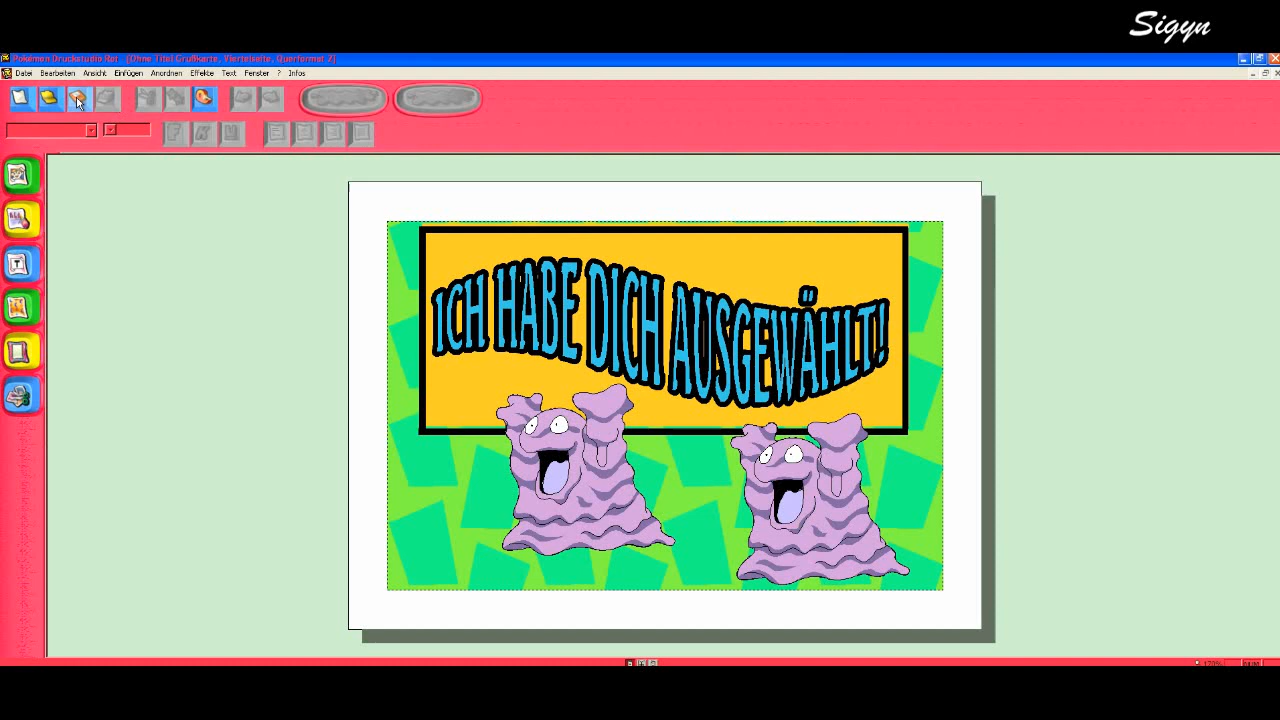 Sigyn
Pokémon Druckstudio Rot - [Ohne Titel Grußkarte, Viertelseite, Querformat 2]
Datei Bearbeiten Ansicht Einfügen Anordnen Effekte Text Fenster ? Infos
F K U
T
ICH HABE DICH AUSGEWÄHLT!
170%